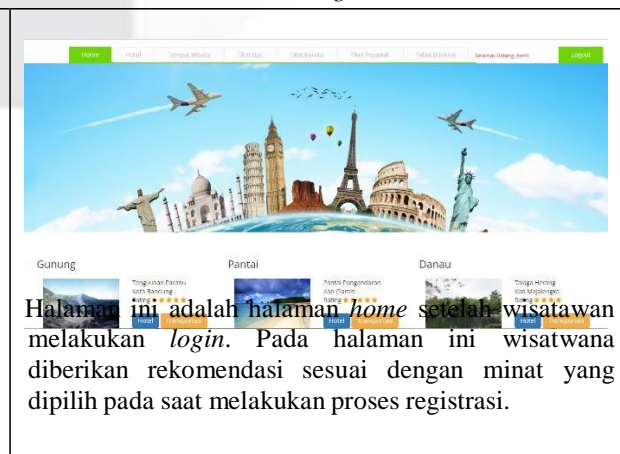 Home Hotel Tempat Wisata Tiket Bus Tiket Kereta Tiket Pesawat Tabel Booking Selamat Datang, Logout
Gunung Pantai Danau
Tangkuban Parahu Pantai Pangandaran Talaga Herang
Kota Bandung Kab Ciamis Kab Majalengka
Rating Rating Rating
Hotel Transportasi Hotel Transportasi Hotel Transportasi
Halaman ini adalah halaman home setelah wisatawan
melakukan login. Pada halaman ini wisatwana
diberikan rekomendasi sesuai dengan minat yang
dipilih pada saat melakukan proses registrasi.